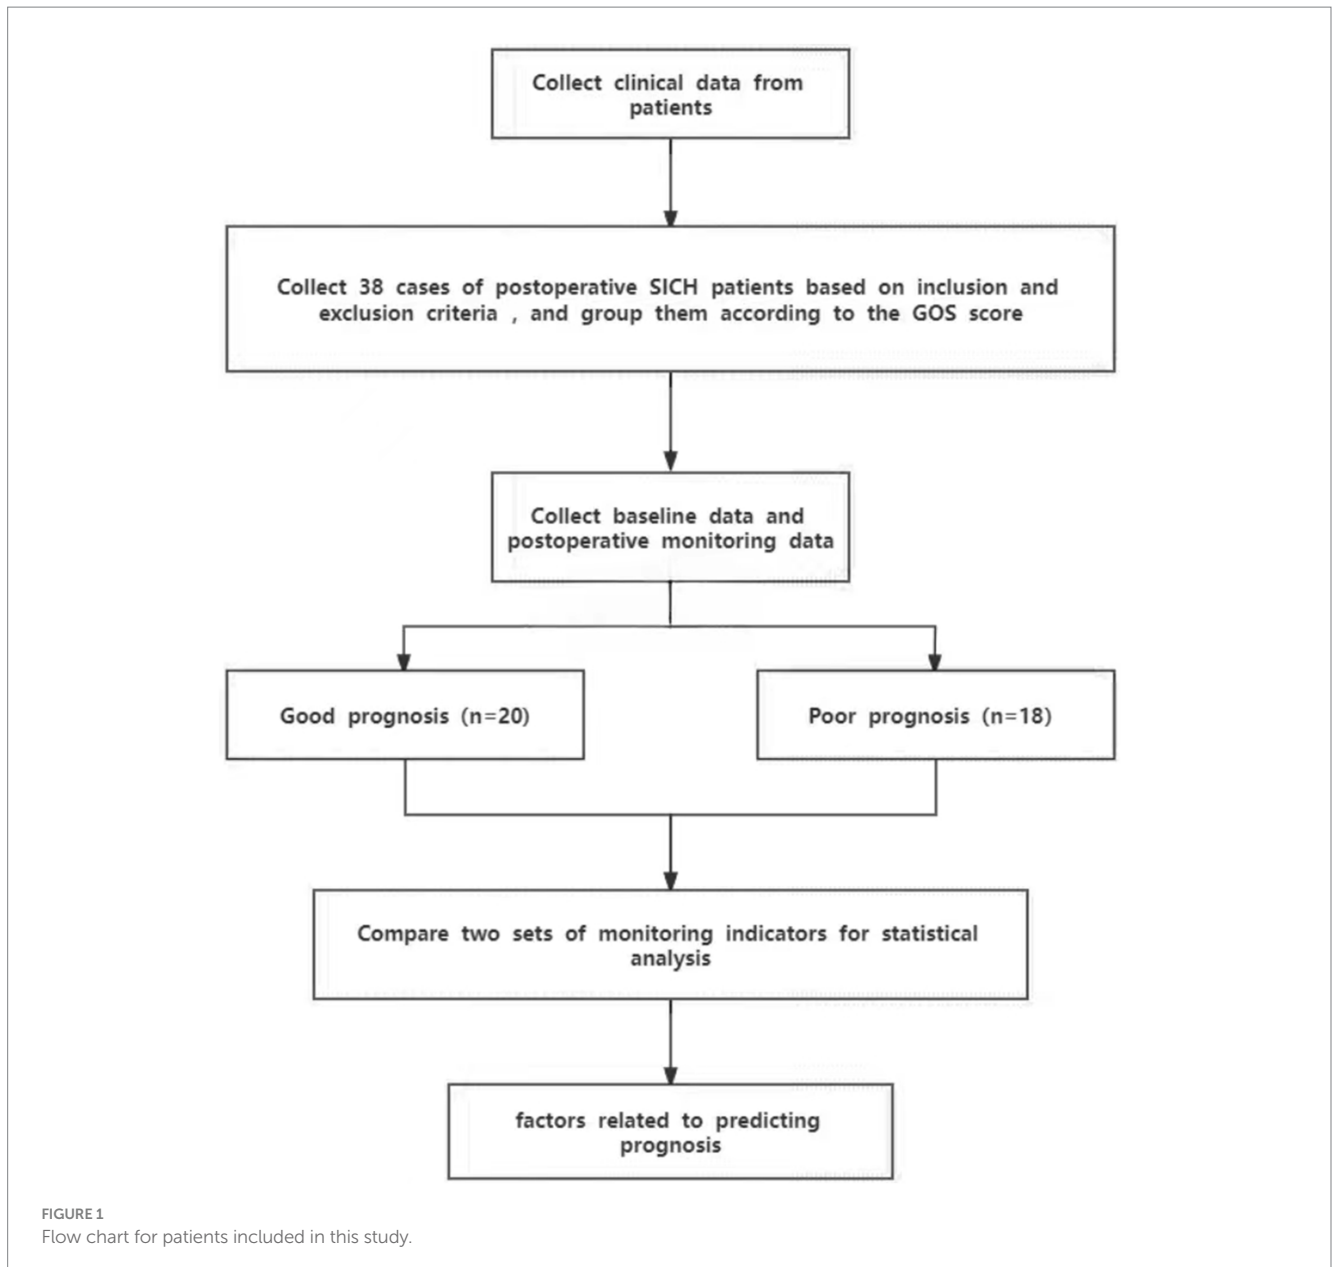 Collect clinical data from
patients
Collect 38 cases of postoperative SICH patients based on inclusion and
exclusion criteria , and group them according to the GOS score
Collect baseline data and
postoperative monitoring data
Good prognosis (n=20)
Poor prognosis (n=18)
Compare two sets of monitoring indicators for statistical
analysis
factors related to predicting
prognosis
FIGURE 1
Flow chart for patients included in this study.